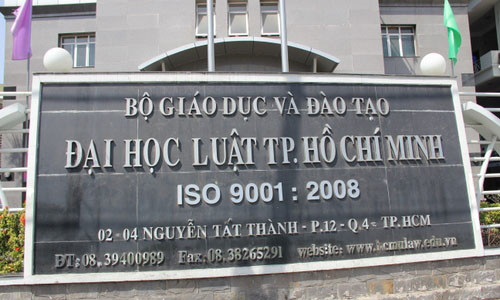 BỘ GIÁO DỤC VÀ ĐÀO TẠO
ĐẠI HỌC LUẬT TP. HỒ CHÍ MINH
ISO 9001 : 2008
02 - 04 NGUYỄN TẤT THÀNH - P.12 - Q.4 - TP.HCM
ĐT: 08.39400989 Fax: 08.38265291 website: www.hcmulaw.edu.vn